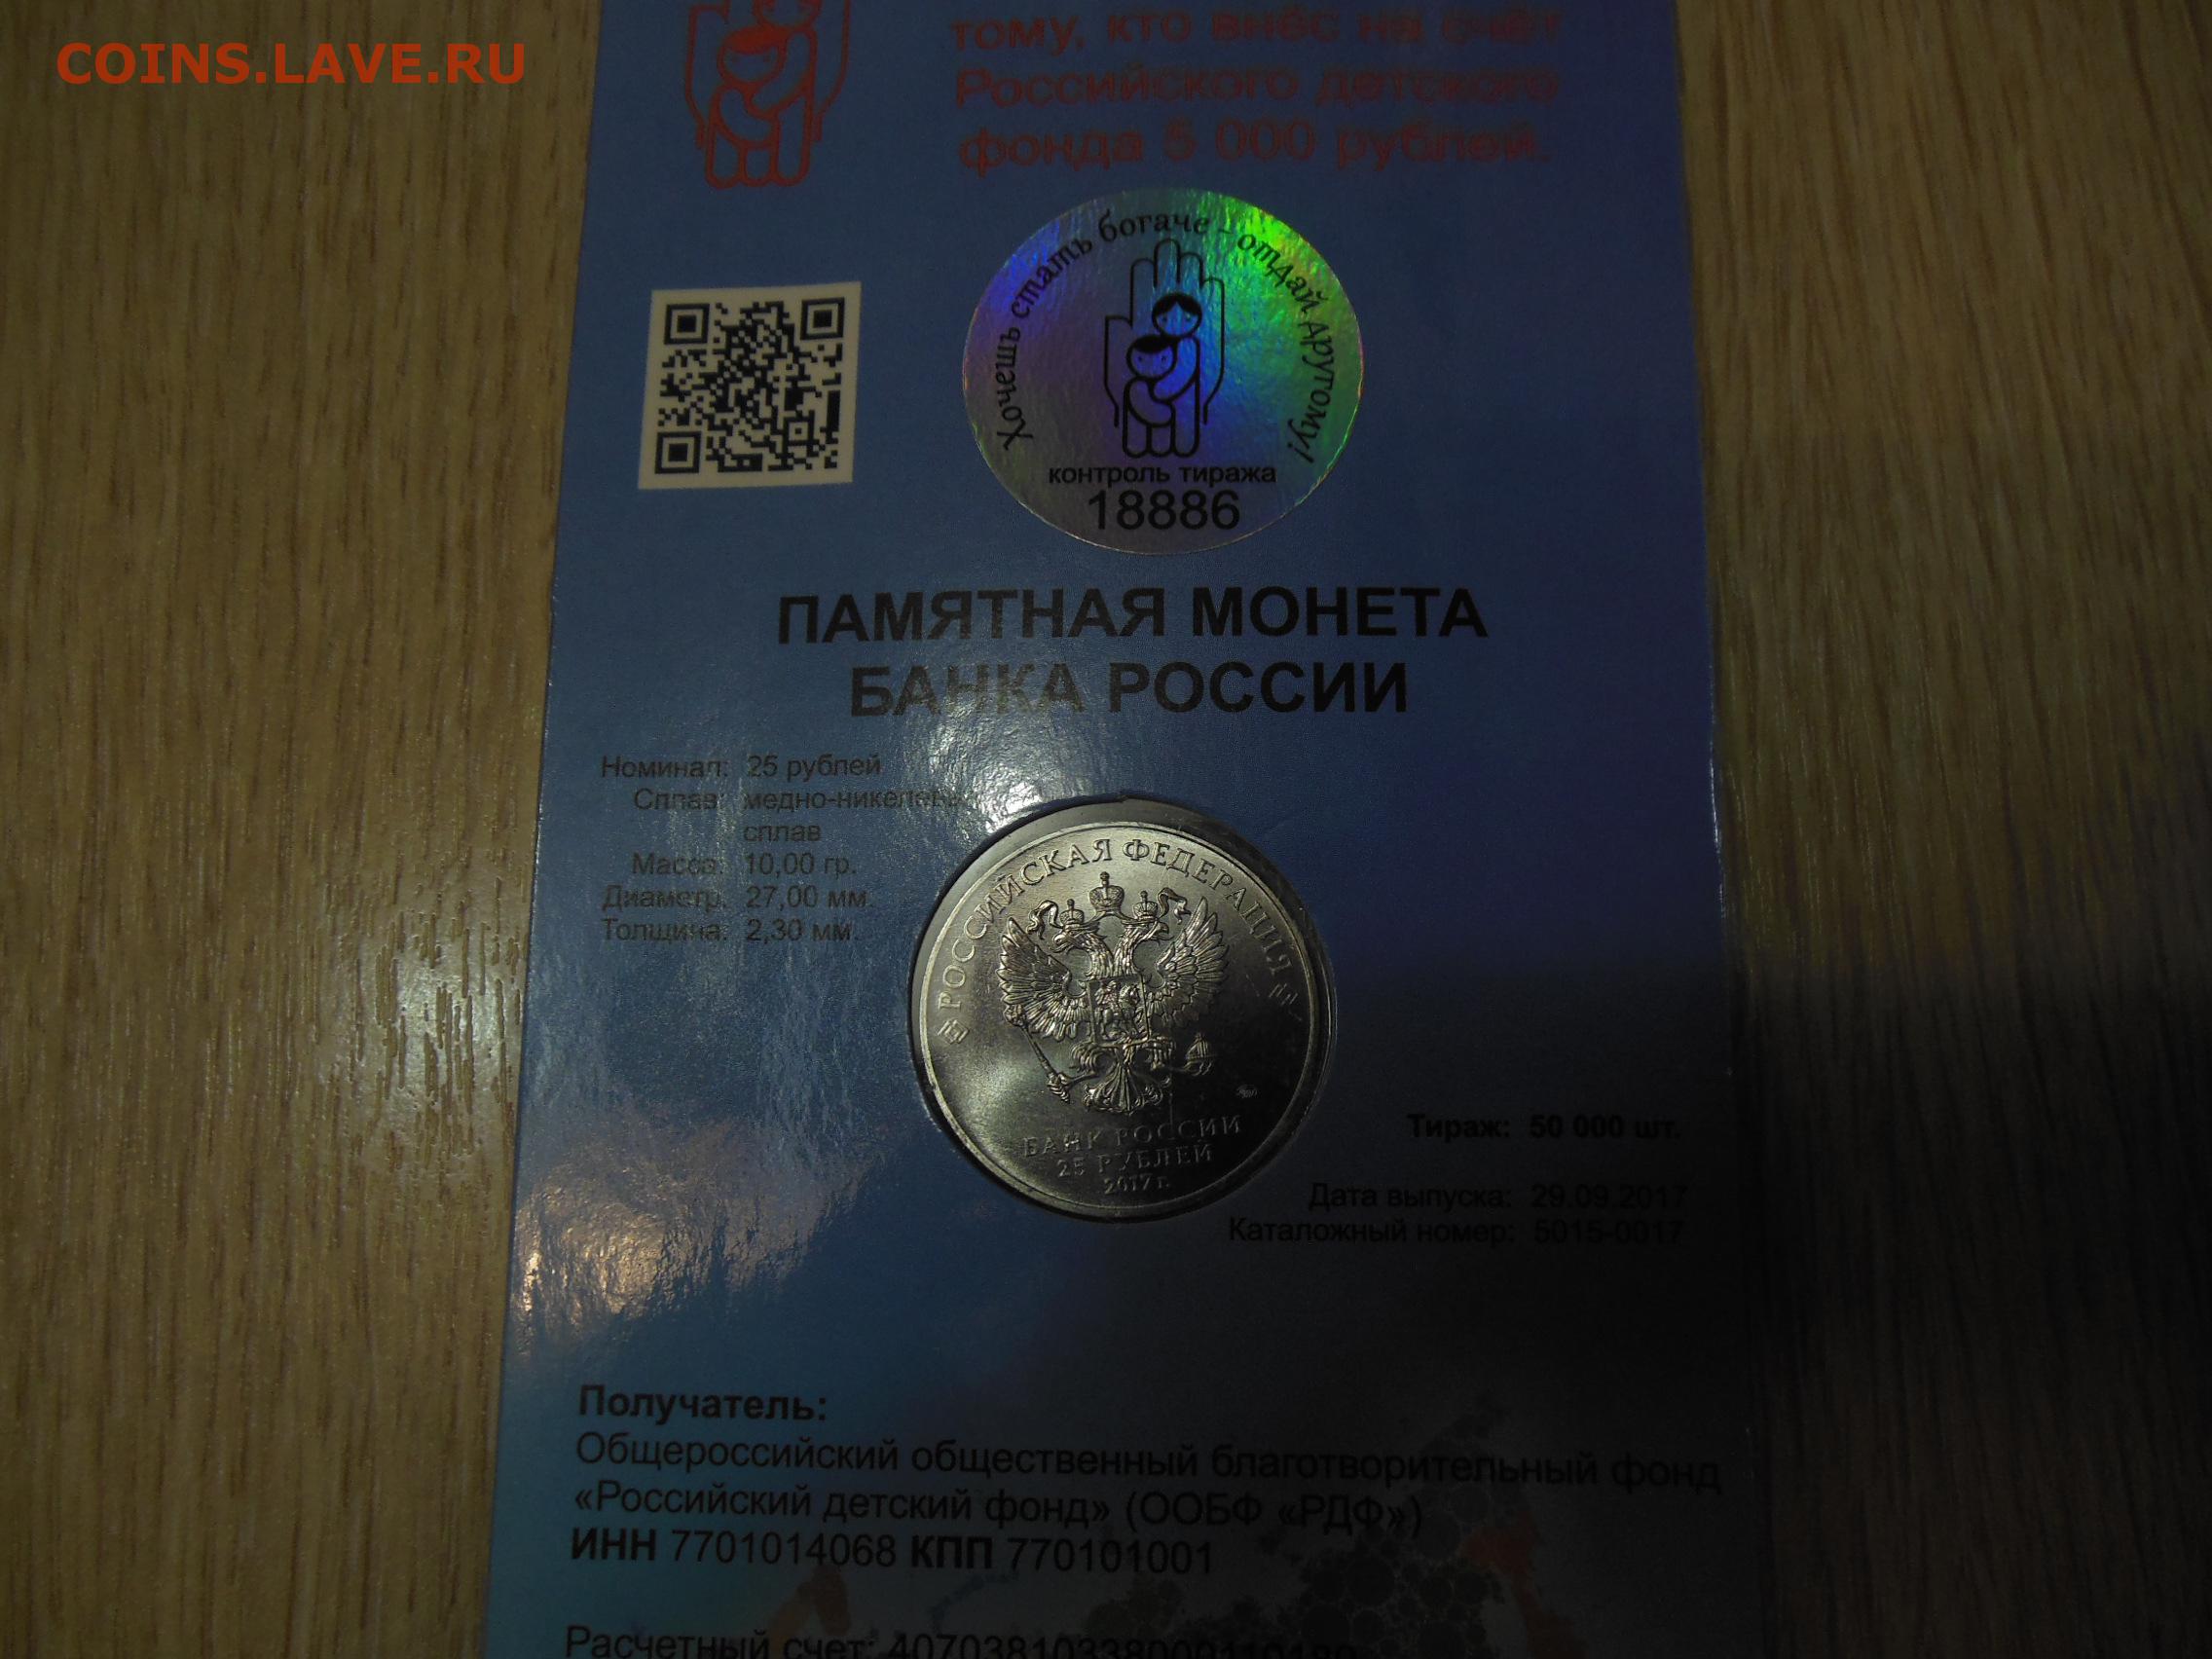 COINS.LAVE.RU
тому, кто внёс на счёт
Российского детского
фонда 5 000 рублей.
Хочешь стать богаче - отдай другому!
контроль тиража
18886
ПАМЯТНАЯ МОНЕТА
БАНКА РОССИИ
Номинал: 25 рублей
Сплав: медно-никелевый
сплав
Масса: 10,00 гр.
Диаметр: 27,00 мм.
Толщина: 2,30 мм.
РОССИЙСКАЯ ФЕДЕРАЦИЯ
БАНК РОССИИ
25 РУБЛЕЙ
2017 г.
Тираж: 50 000 шт.
Дата выпуска: 29.09.2017
Каталожный номер: 5015-0017
Получатель:
Общероссийский общественный благотворительный фонд
«Российский детский фонд» (ООБФ «РДФ»)
ИНН 7701014068 КПП 770101001
Расчетный счет: